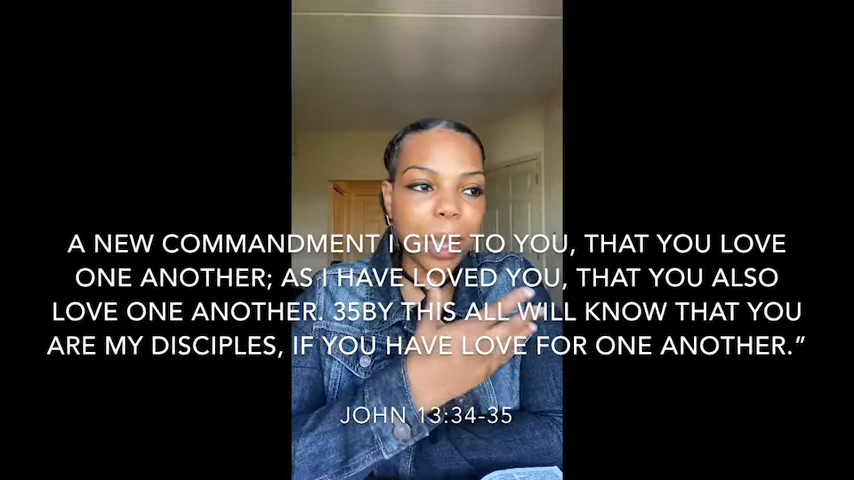 A NEW COMMANDMENT I GIVE TO YOU, THAT YOU LOVE
ONE ANOTHER; AS I HAVE LOVED YOU, THAT YOU ALSO
LOVE ONE ANOTHER. 35BY THIS ALL WILL KNOW THAT YOU
ARE MY DISCIPLES, IF YOU HAVE LOVE FOR ONE ANOTHER.”
JOHN 13:34-35